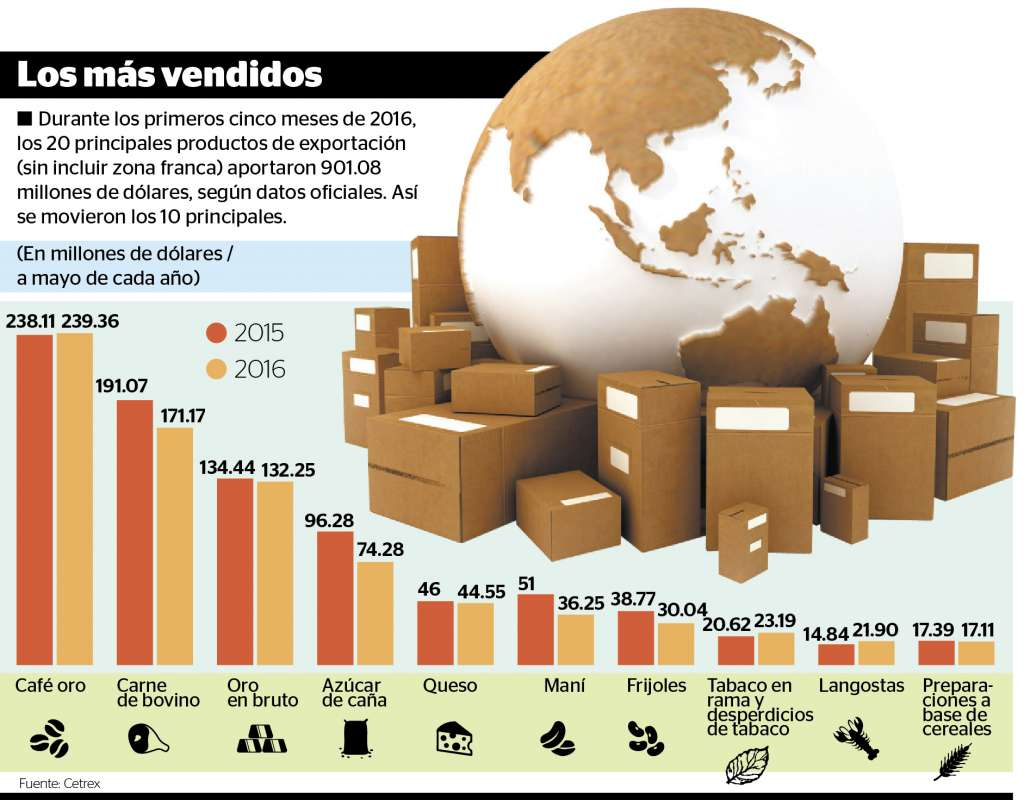 Los más vendidos
■ Durante los primeros cinco meses de 2016,
los 20 principales productos de exportación
(sin incluir zona franca) aportaron 901.08
millones de dólares, según datos oficiales. Así
se movieron los 10 principales.
(En millones de dólares /
a mayo de cada año)
2015
2016
238.11 239.36
191.07
171.17
134.44 132.25
96.28
74.28
46 44.55
51
36.25
38.77
30.04
20.62 23.19
14.84 21.90
17.39 17.11
Café oro
Carne
de bovino
Oro
en bruto
Azúcar
de caña
Queso
Maní
Frijoles
Tabaco en
rama y
desperdicios
de tabaco
Langostas
Prepara-
ciones a
base de
cereales
Fuente: Cetrex